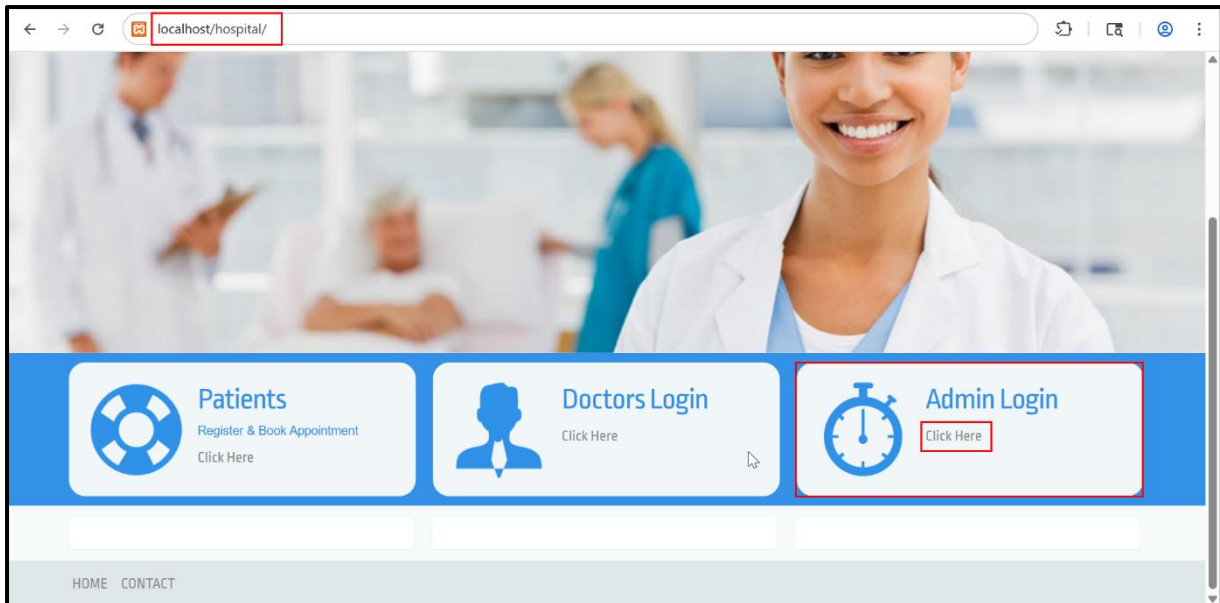 localhost/hospital/
Patients
Register & Book Appointment
Click Here
Doctors Login
Click Here
Admin Login
Click Here
HOME CONTACT